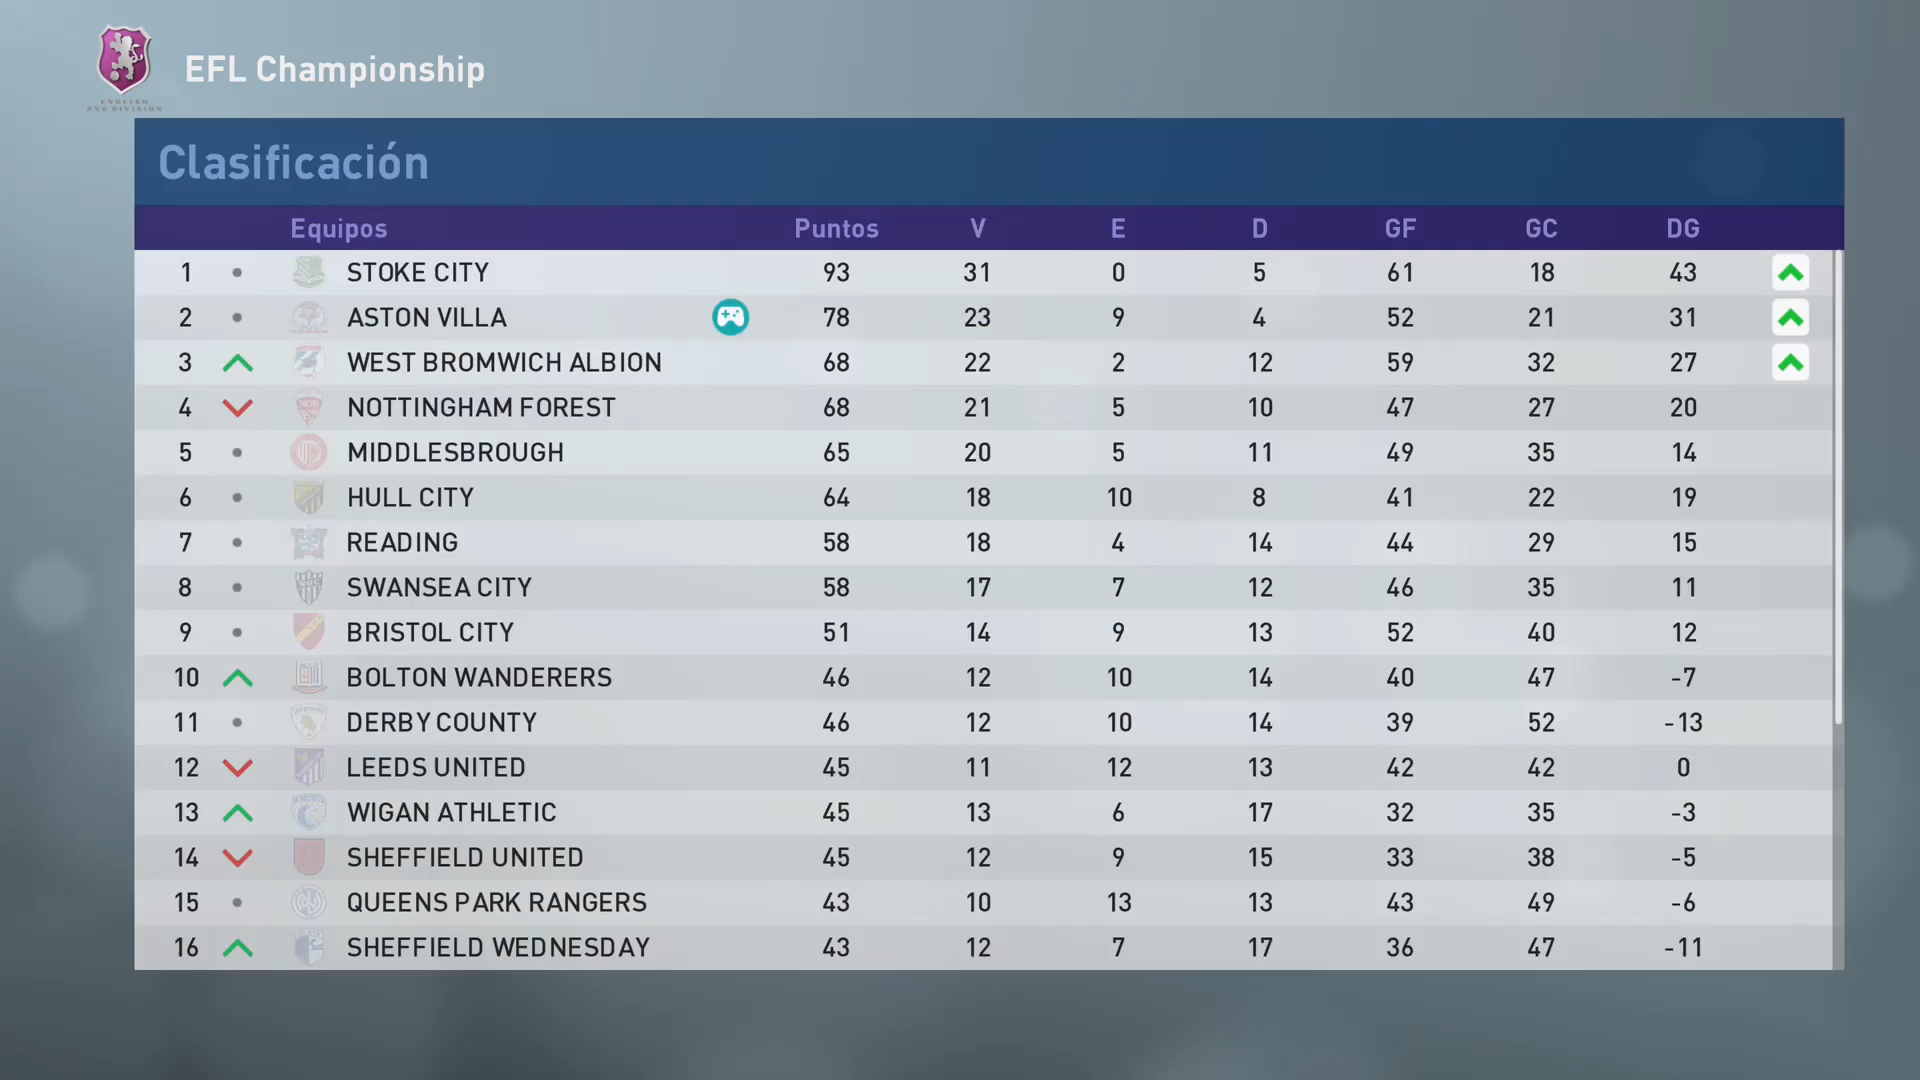 ENGLISH
2ND DIVISION
EFL Championship
Clasificación
Equipos Puntos V E D GF GC DG
1 STOKE CITY 93 31 0 5 61 18 43
2 ASTON VILLA 78 23 9 4 52 21 31
3 WEST BROMWICH ALBION 68 22 2 12 59 32 27
4 NOTTINGHAM FOREST 68 21 5 10 47 27 20
5 MIDDLESBROUGH 65 20 5 11 49 35 14
6 HULL CITY 64 18 10 8 41 22 19
7 READING 58 18 4 14 44 29 15
8 SWANSEA CITY 58 17 7 12 46 35 11
9 BRISTOL CITY 51 14 9 13 52 40 12
10 BOLTON WANDERERS 46 12 10 14 40 47 -7
11 DERBY COUNTY 46 12 10 14 39 52 -13
12 LEEDS UNITED 45 11 12 13 42 42 0
13 WIGAN ATHLETIC 45 13 6 17 32 35 -3
14 SHEFFIELD UNITED 45 12 9 15 33 38 -5
15 QUEENS PARK RANGERS 43 10 13 13 43 49 -6
16 SHEFFIELD WEDNESDAY 43 12 7 17 36 47 -11